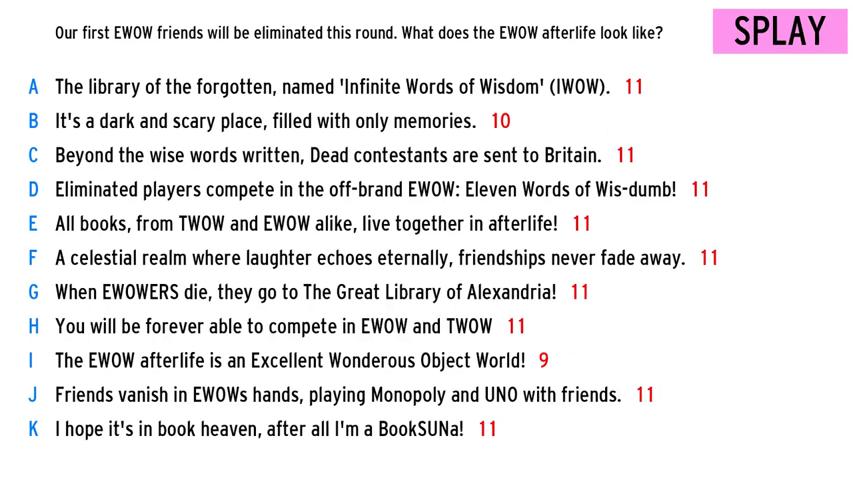 Our first EWOW friends will be eliminated this round. What does the EWOW afterlife look like?
SPLAY
A The library of the forgotten, named 'Infinite Words of Wisdom' (IWOW). 11
B It's a dark and scary place, filled with only memories. 10
C Beyond the wise words written, Dead contestants are sent to Britain. 11
D Eliminated players compete in the off-brand EWOW: Eleven Words of Wis-dumb! 11
E All books, from TWOW and EWOW alike, live together in afterlife! 11
F A celestial realm where laughter echoes eternally, friendships never fade away. 11
G When EWOWERS die, they go to The Great Library of Alexandria! 11
H You will be forever able to compete in EWOW and TWOW 11
I The EWOW afterlife is an Excellent Wonderous Object World! 9
J Friends vanish in EWOWs hands, playing Monopoly and UNO with friends. 11
K I hope it's in book heaven, after all I'm a BookSUNa! 11